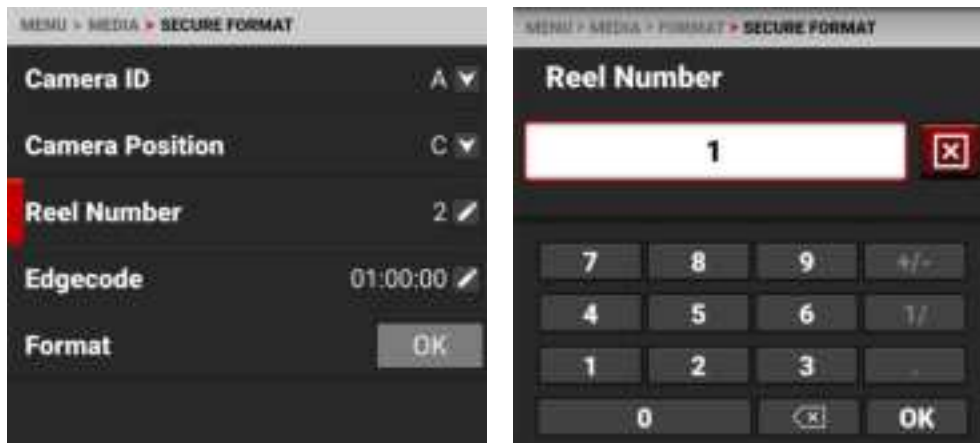 MENU > MEDIA > SECURE FORMAT
Camera ID A
Camera Position C
Reel Number 2
Edgecode 01:00:00
Format OK
MENU > MEDIA > FORMAT > SECURE FORMAT
Reel Number
1
7 8 9 +/-
4 5 6 1/
1 2 3 .
0 OK